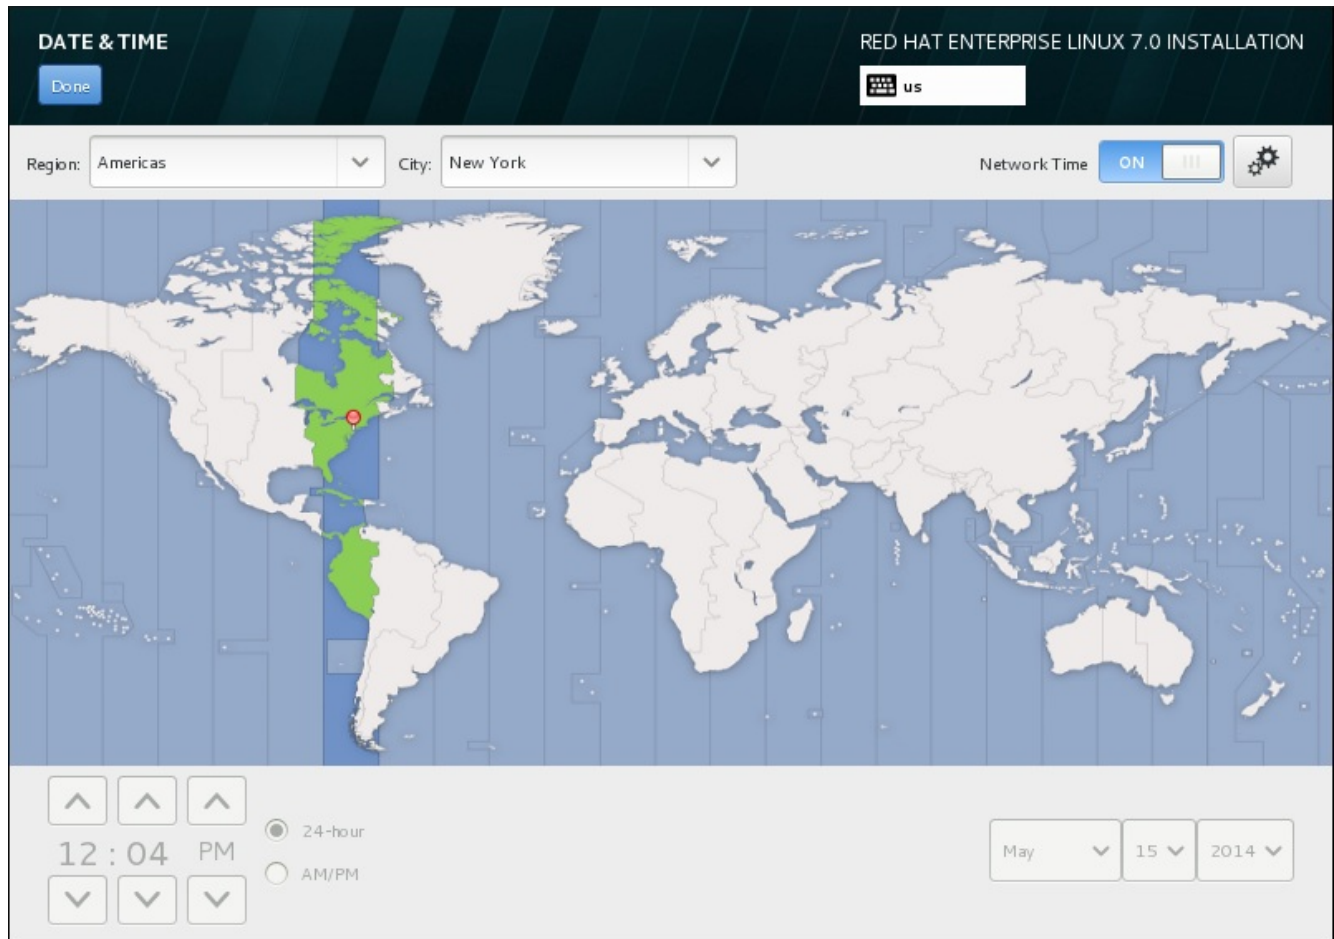 DATE & TIME
RED HAT ENTERPRISE LINUX 7.0 INSTALLATION
Done
us
Region: Americas City: New York Network Time ON
12 : 04 PM
24-hour
AM/PM
May 15 2014